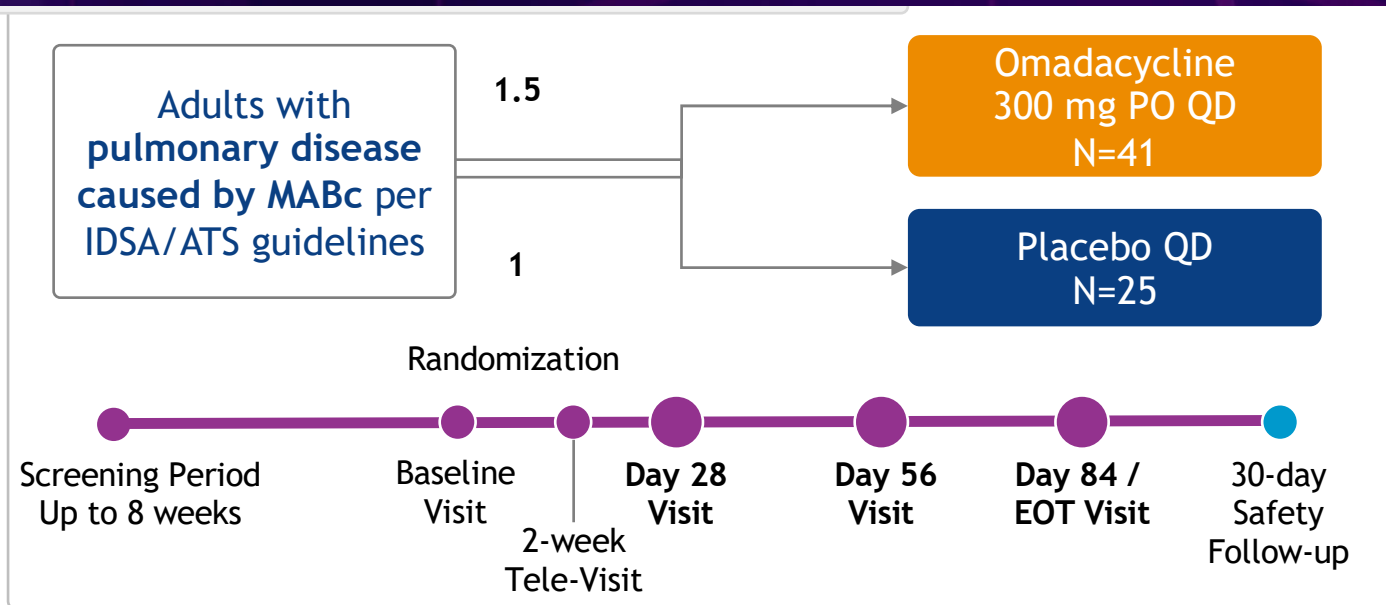 Adults with
pulmonary disease
caused by MABc per
IDSA/ATS guidelines
1.5
1
Omadacycline
300 mg PO QD
N=41
Placebo QD
N=25
Randomization
Screening Period
Up to 8 weeks
Baseline
Visit
2-week
Tele-Visit
Day 28
Visit
Day 56
Visit
Day 84 /
EOT Visit
30-day
Safety
Follow-up